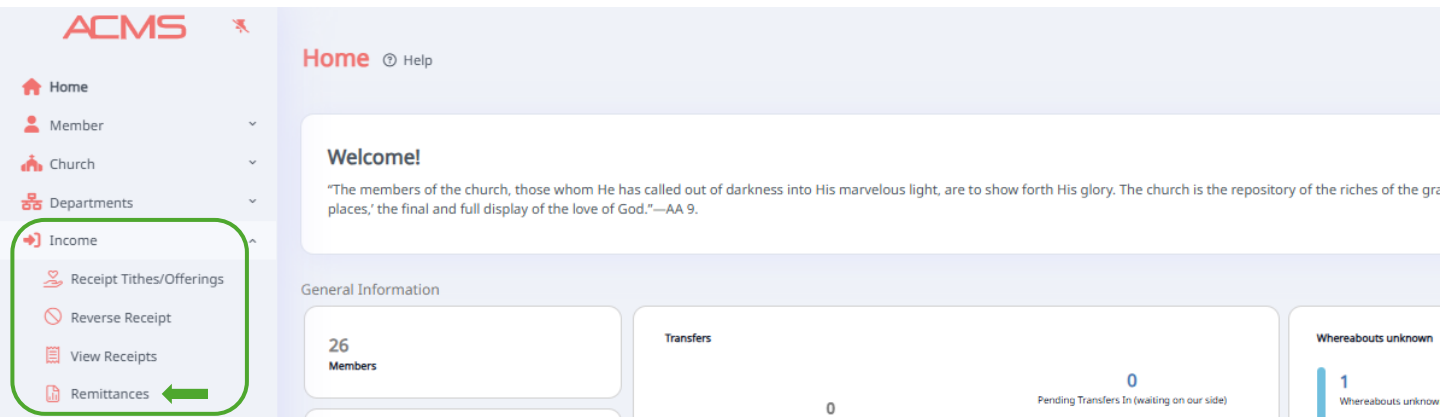 ACMS
Home
Member
Church
Departments
Income
Receipt Tithes/Offerings
Reverse Receipt
View Receipts
Remittances
Home Help
Welcome!
“The members of the church, those whom He has called out of darkness into His marvelous light, are to show forth His glory. The church is the repository of the riches of the gra
places,’ the final and full display of the love of God.”—AA 9.
General Information
26
Members
Transfers
0
0
Pending Transfers In (waiting on our side)
Whereabouts unknown
1
Whereabouts unknow